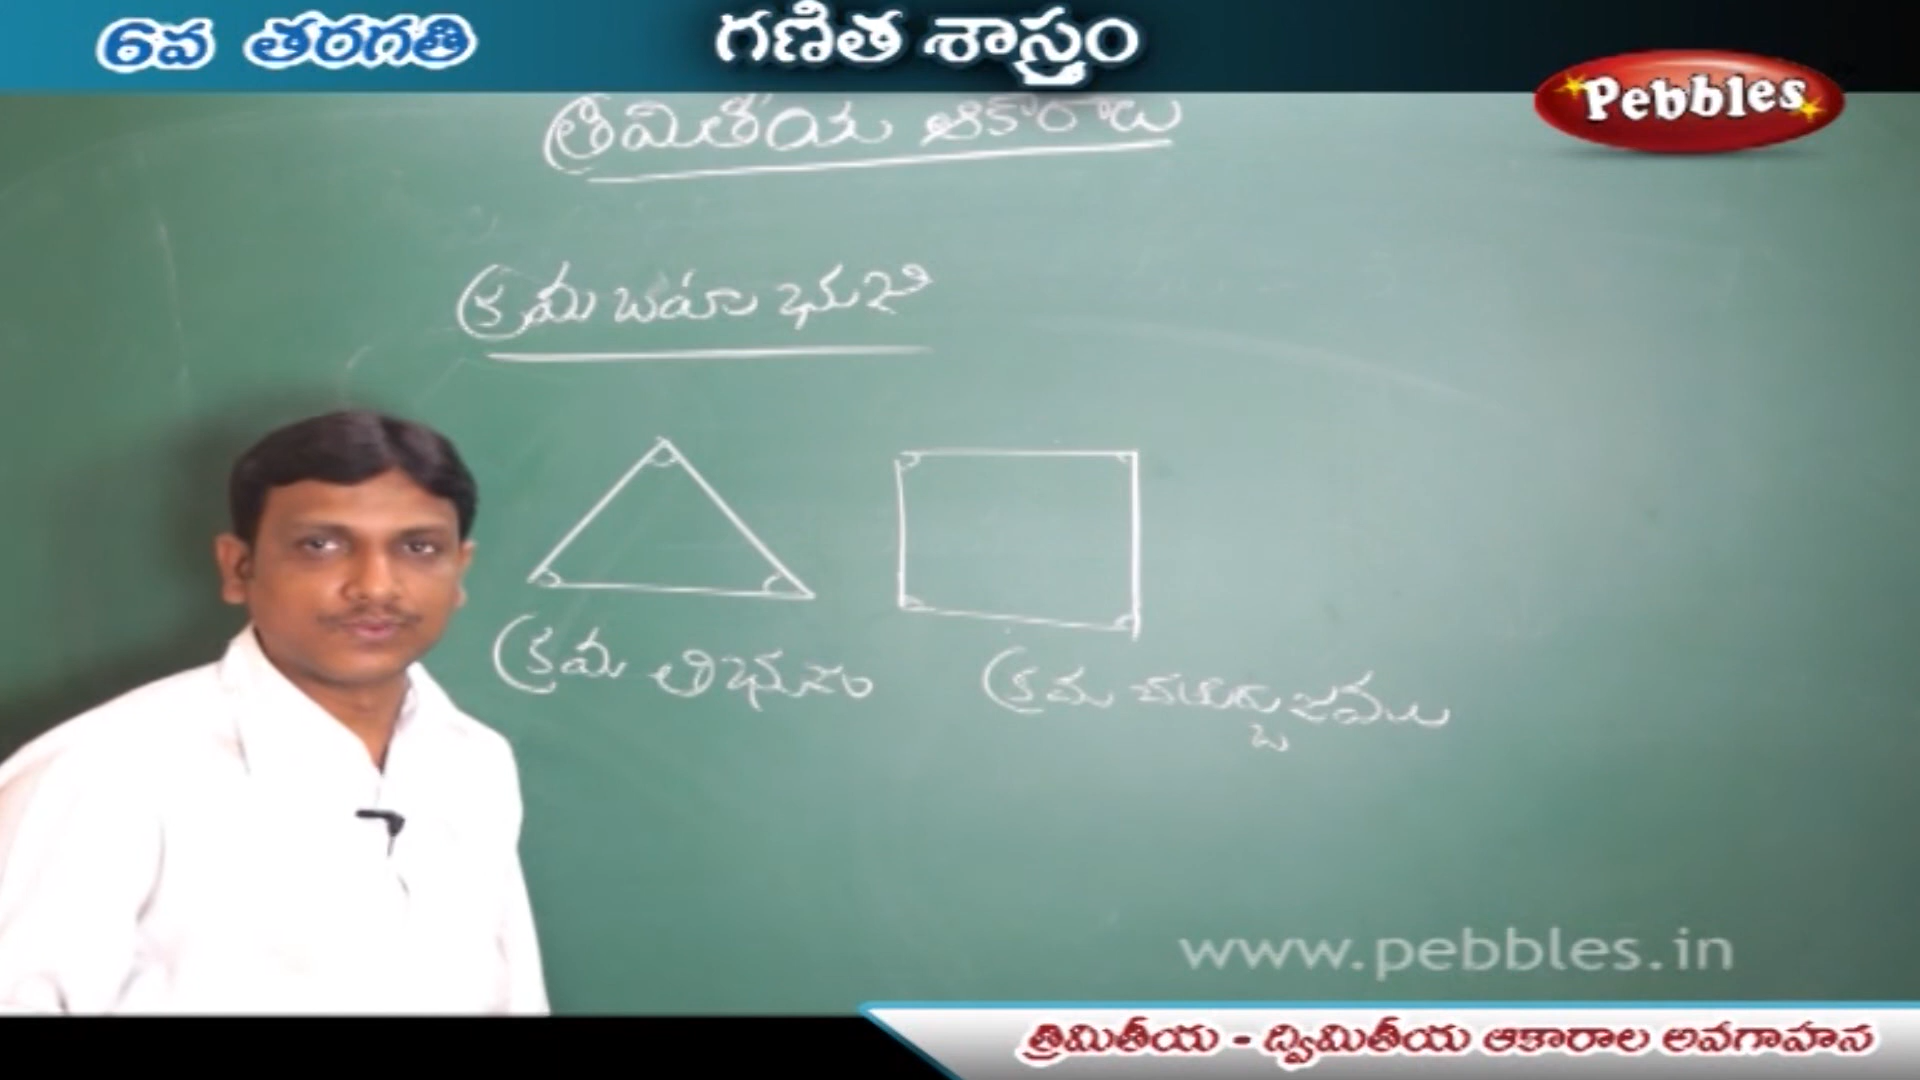 6వ తరగతి
గణిత శాస్త్రం
Pebbles
త్రిమితీయ ఆకారాలు
క్రమ బహు భుజి
క్రమ త్రిభుజం
క్రమ చతుర్భుజము
www.pebbles.in
త్రిమితీయ - ద్విమితీయ ఆకారాల అవగాహన